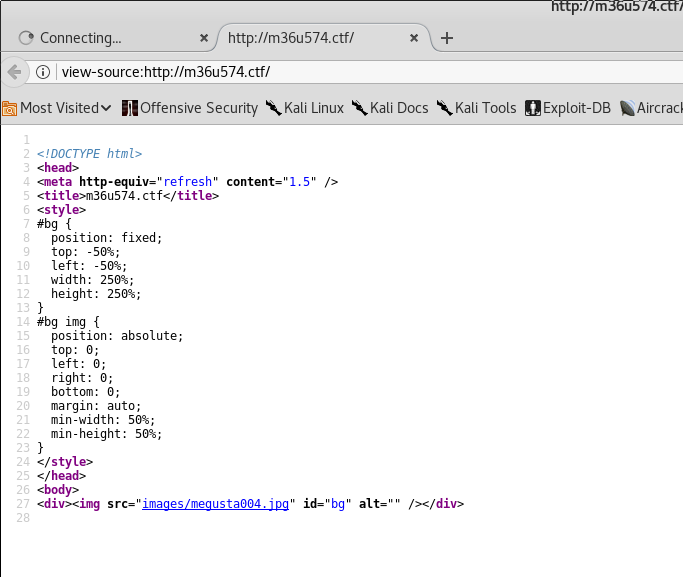 http://m36u574.ctf/
Connecting...
http://m36u574.ctf/
view-source:http://m36u574.ctf/
Most Visited Offensive Security Kali Linux Kali Docs Kali Tools Exploit-DB Aircrack
1
2 <!DOCTYPE html>
3 <head>
4 <meta http-equiv="refresh" content="1.5" />
5 <title>m36u574.ctf</title>
6 <style>
7 #bg {
8 position: fixed;
9 top: -50%;
10 left: -50%;
11 width: 250%;
12 height: 250%;
13 }
14 #bg img {
15 position: absolute;
16 top: 0;
17 left: 0;
18 right: 0;
19 bottom: 0;
20 margin: auto;
21 min-width: 50%;
22 min-height: 50%;
23 }
24 </style>
25 </head>
26 <body>
27 <div><img src="images/megusta004.jpg" id="bg" alt="" /></div>
28